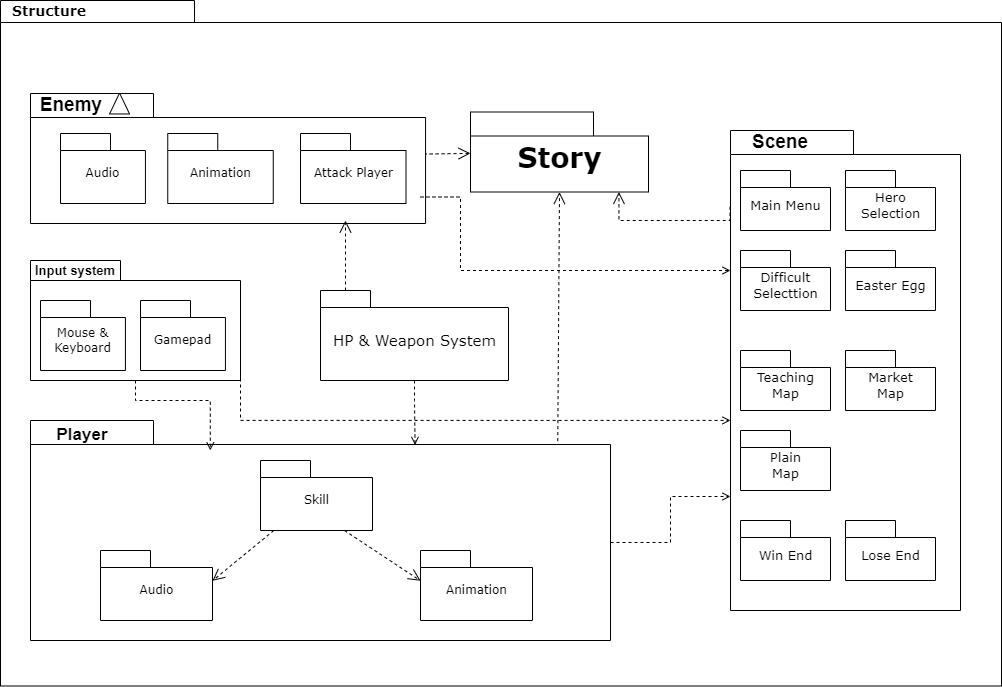 Structure
Enemy
Audio
Animation
Attack Player
Story
Scene
Main Menu
Hero
Selection
Difficult
Selecttion
Easter Egg
Teaching
Map
Market
Map
Plain
Map
Win End
Lose End
Input system
Mouse &
Keyboard
Gamepad
HP & Weapon System
Player
Skill
Audio
Animation